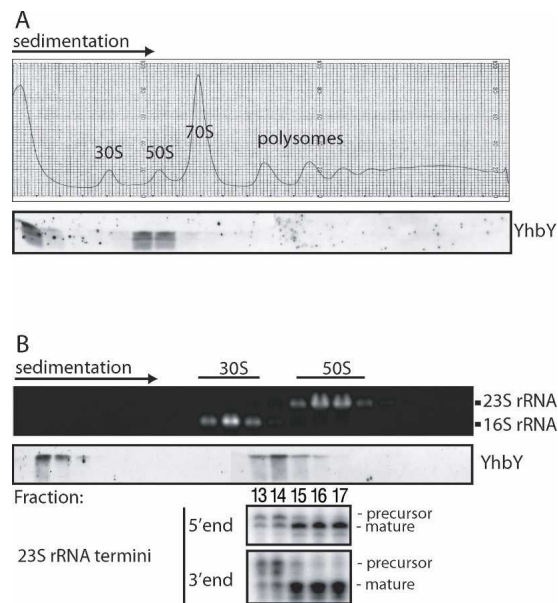 A
sedimentation
30S
50S
70S
polysomes
YhbY
B
sedimentation
30S
50S
23S rRNA
16S rRNA
YhbY
Fraction: 13 14 15 16 17
23S rRNA termini
5'end
- precursor
- mature
3'end
- precursor
- mature